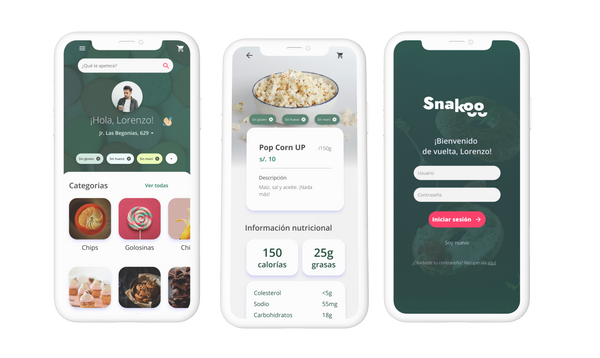 ¿Qué te apetece?
¡Hola, Lorenzo!
Jr. Las Begonias, 629
Sin gluten
Sin huevo
Sin maní
Categorías
Ver todas
Chips
Golosinas
Chi
Sin gluten
Sin huevo
Sin maní
Pop Corn UP
/150g
s/. 10
Descripción
Maíz, sal y aceite. ¡Nada
más!
Información nutricional
150
calorías
25g
grasas
Colesterol
<5g
Sodio
55mg
Carbohidratos
18g
Snakoo
¡Bienvenido
de vuelta, Lorenzo!
Usuario
Contraseña
Iniciar sesión
Soy nuevo
¿Olvidaste tu contraseña? Recupérala aquí